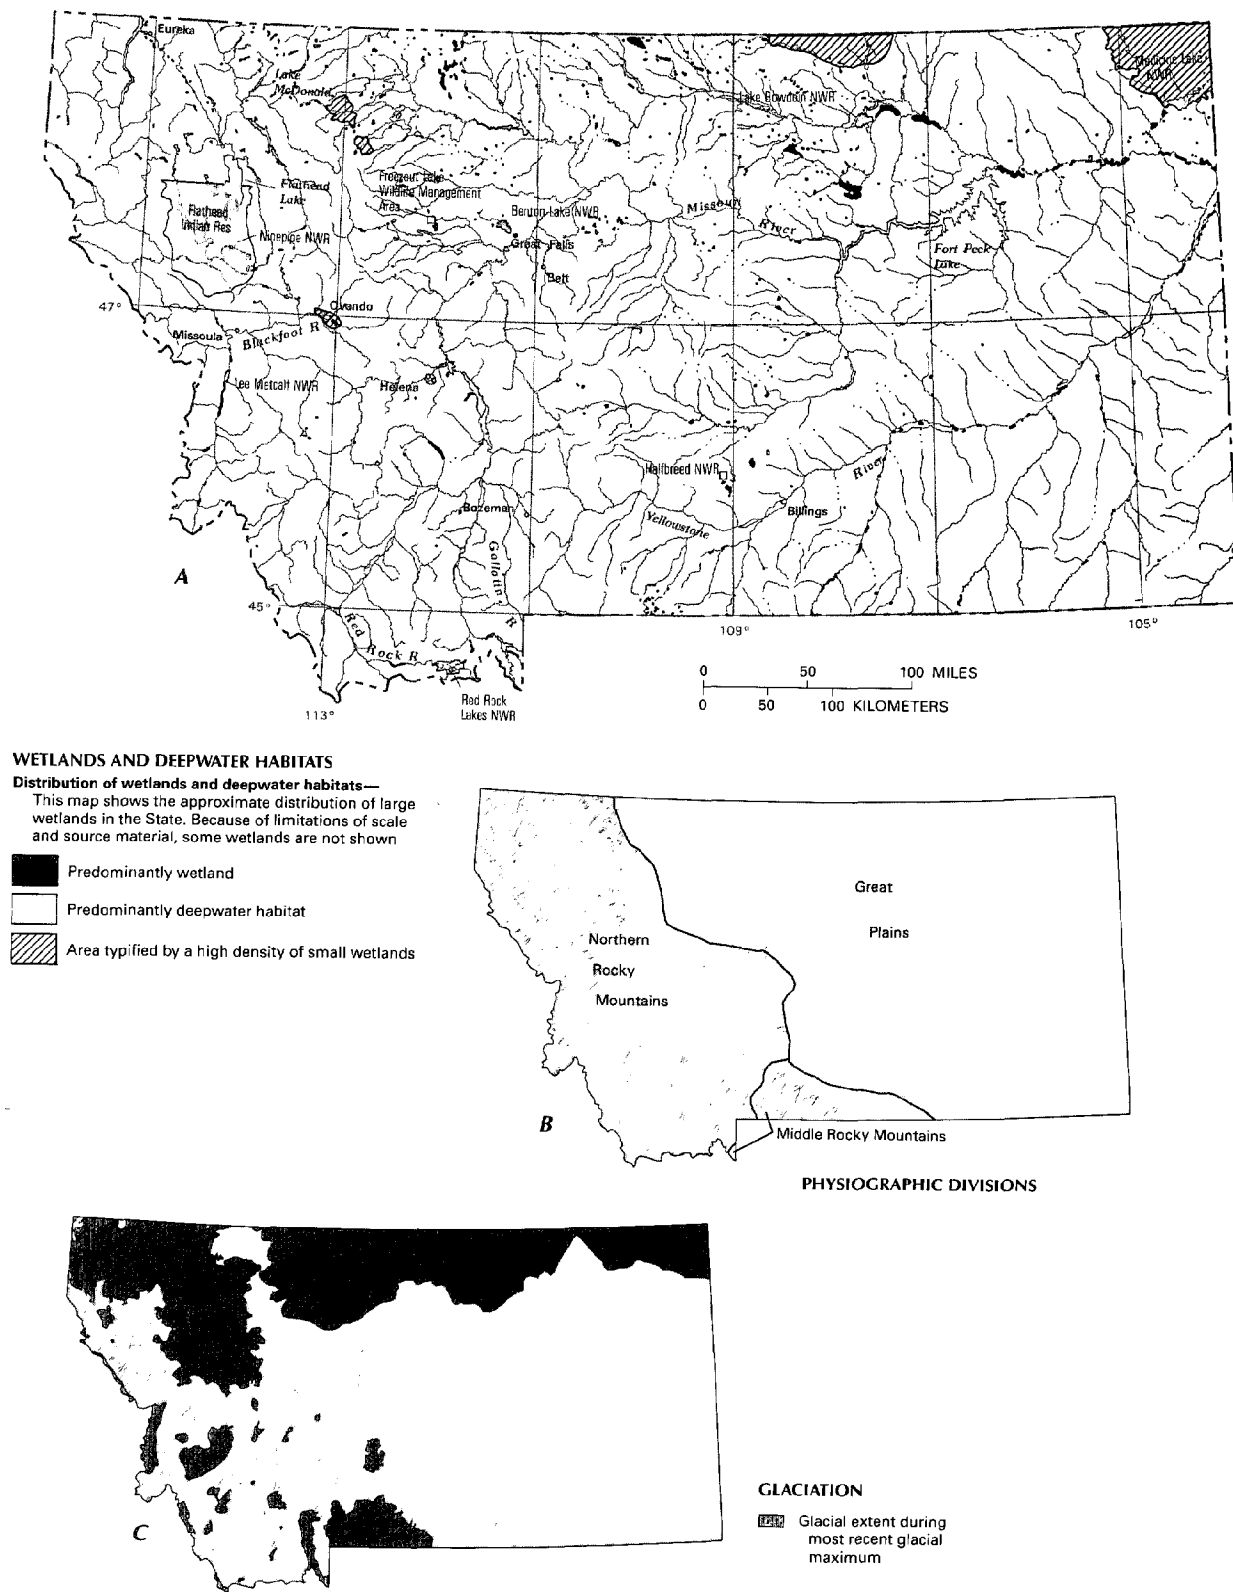 Eureka
Lake
McDonald
Medicine Lake
NWR
Lake Bowdoin NWR
Freezout Lake
Wildlife Management
Area
Flathead
Lake
Flathead
Indian Res
Benton Lake NWR
Missouri
River
Ninepipe NWR
Great Falls
Fort Peck
Lake
Belt
47°
Ovando
Missoula
Blackfoot R
Lee Metcalf NWR
Helena
Halfbreed NWR
River
Bozeman
Yellowstone
Billings
Gallatin
R
A
45°
109°
105°
Red
Rock R
Red Rock
Lakes NWR
113°
0 50 100 MILES
0 50 100 KILOMETERS
WETLANDS AND DEEPWATER HABITATS
Distribution of wetlands and deepwater habitats—
This map shows the approximate distribution of large
wetlands in the State. Because of limitations of scale
and source material, some wetlands are not shown
Predominantly wetland
Predominantly deepwater habitat
Area typified by a high density of small wetlands
Great
Plains
Northern
Rocky
Mountains
B
Middle Rocky Mountains
PHYSIOGRAPHIC DIVISIONS
C
GLACIATION
Glacial extent during
most recent glacial
maximum